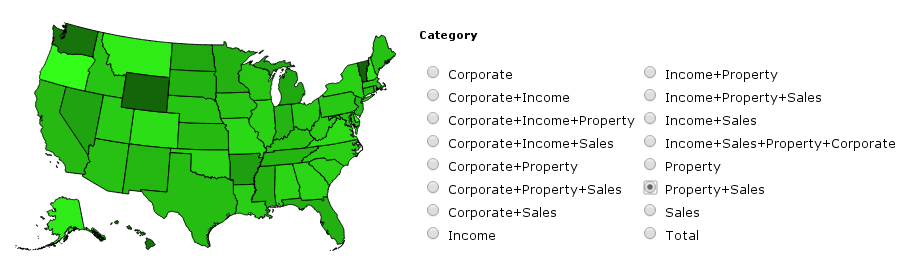 Category
Corporate
Corporate+Income
Corporate+Income+Property
Corporate+Income+Sales
Corporate+Property
Corporate+Property+Sales
Corporate+Sales
Income
Income+Property
Income+Property+Sales
Income+Sales
Income+Sales+Property+Corporate
Property
Property+Sales
Sales
Total